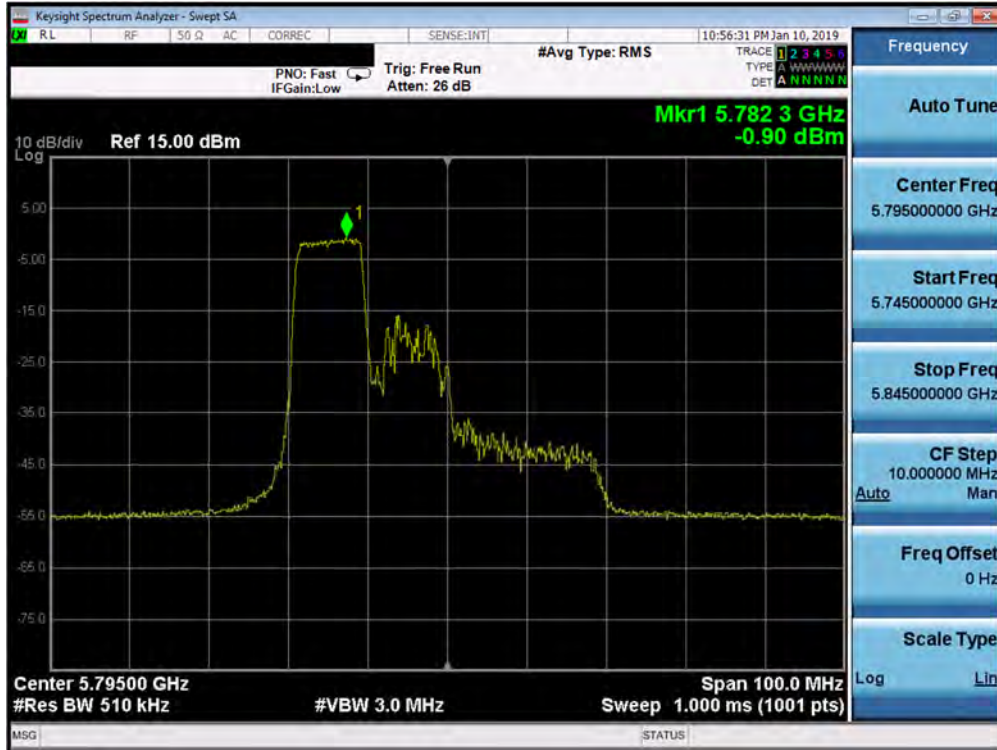 Keysight Spectrum Analyzer - Swept SA
LXI RL RF 50 Ω AC CORREC SENSE:INT 10:56:31 PM Jan 10, 2019
#Avg Type: RMS TRACE 1 2 3 4 5 6
PNO: Fast Trig: Free Run TYPE A WWWWW
IFGain:Low Atten: 26 dB DET A N N N N N
Mkr1 5.782 3 GHz
-0.90 dBm
10 dB/div Ref 15.00 dBm
Log
1
5.00
-5.00
-15.0
-25.0
-35.0
-45.0
-55.0
-65.0
-75.0
Center 5.79500 GHz Span 100.0 MHz
#Res BW 510 kHz #VBW 3.0 MHz Sweep 1.000 ms (1001 pts)
MSG STATUS
Frequency
Auto Tune
Center Freq
5.795000000 GHz
Start Freq
5.745000000 GHz
Stop Freq
5.845000000 GHz
CF Step
10.000000 MHz
Auto Man
Freq Offset
0 Hz
Scale Type
Log Lin